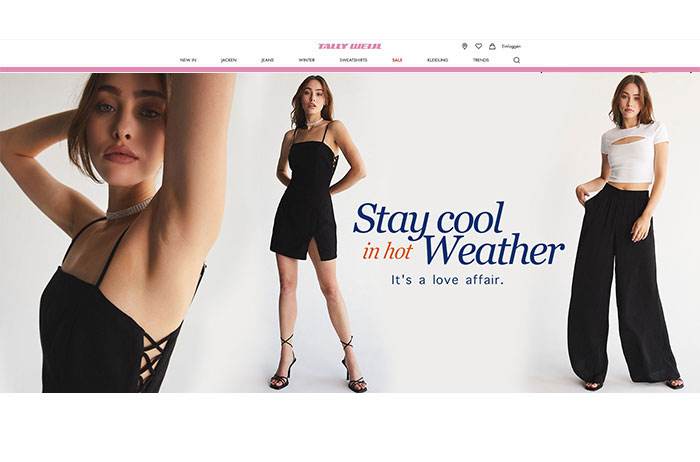 TALLY WEIJL
Einloggen
NEW IN JACKEN JEANS WINTER SWEATSHIRTS SALE KLEIDUNG TRENDS
Stay cool
in hot Weather
It's a love affair.